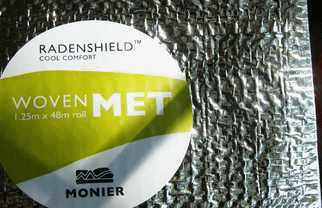 RADENSHIELD™
COOL COMFORT
WOVEN MET
1.25m x 48m roll
MONIER